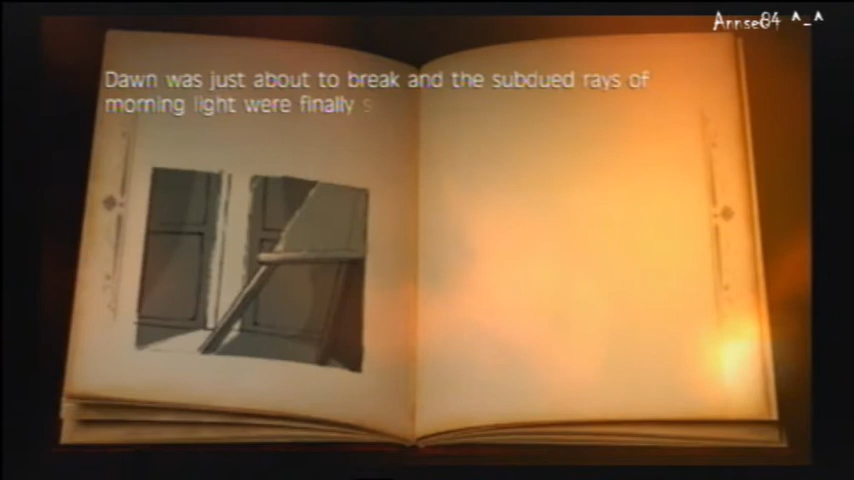 Annse84 ^_^
Dawn was just about to break and the subdued rays of
morning light were finally s